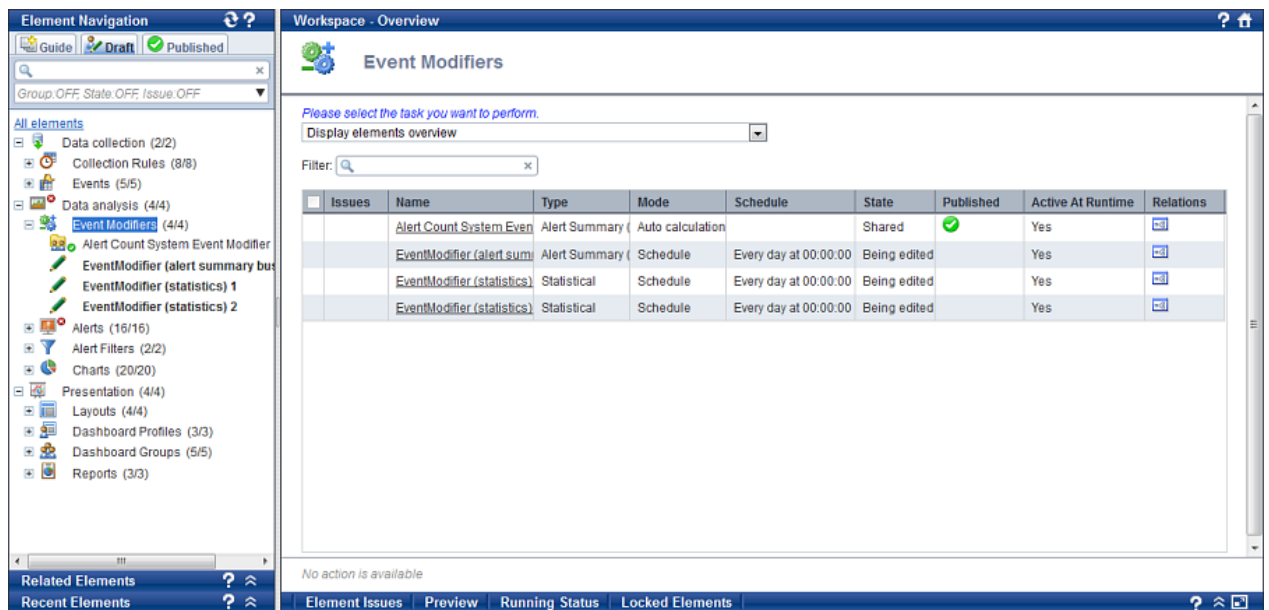 Element Navigation
Guide Draft Published
Group:OFF, State:OFF, Issue:OFF
All elements
Data collection (2/2)
Collection Rules (8/8)
Events (5/5)
Data analysis (4/4)
Event Modifiers (4/4)
Alert Count System Event Modifier
EventModifier (alert summary bus
EventModifier (statistics) 1
EventModifier (statistics) 2
Alerts (16/16)
Alert Filters (2/2)
Charts (20/20)
Presentation (4/4)
Layouts (4/4)
Dashboard Profiles (3/3)
Dashboard Groups (5/5)
Reports (3/3)
Related Elements
Recent Elements
Workspace - Overview
Event Modifiers
Please select the task you want to perform.
Display elements overview
Filter:
Issues Name Type Mode Schedule State Published Active At Runtime Relations
Alert Count System Even Alert Summary ( Auto calculation Shared Yes
EventModifier (alert sum Alert Summary ( Schedule Every day at 00:00:00 Being edited Yes
EventModifier (statistics) Statistical Schedule Every day at 00:00:00 Being edited Yes
EventModifier (statistics) Statistical Schedule Every day at 00:00:00 Being edited Yes
No action is available
Element Issues Preview Running Status Locked Elements